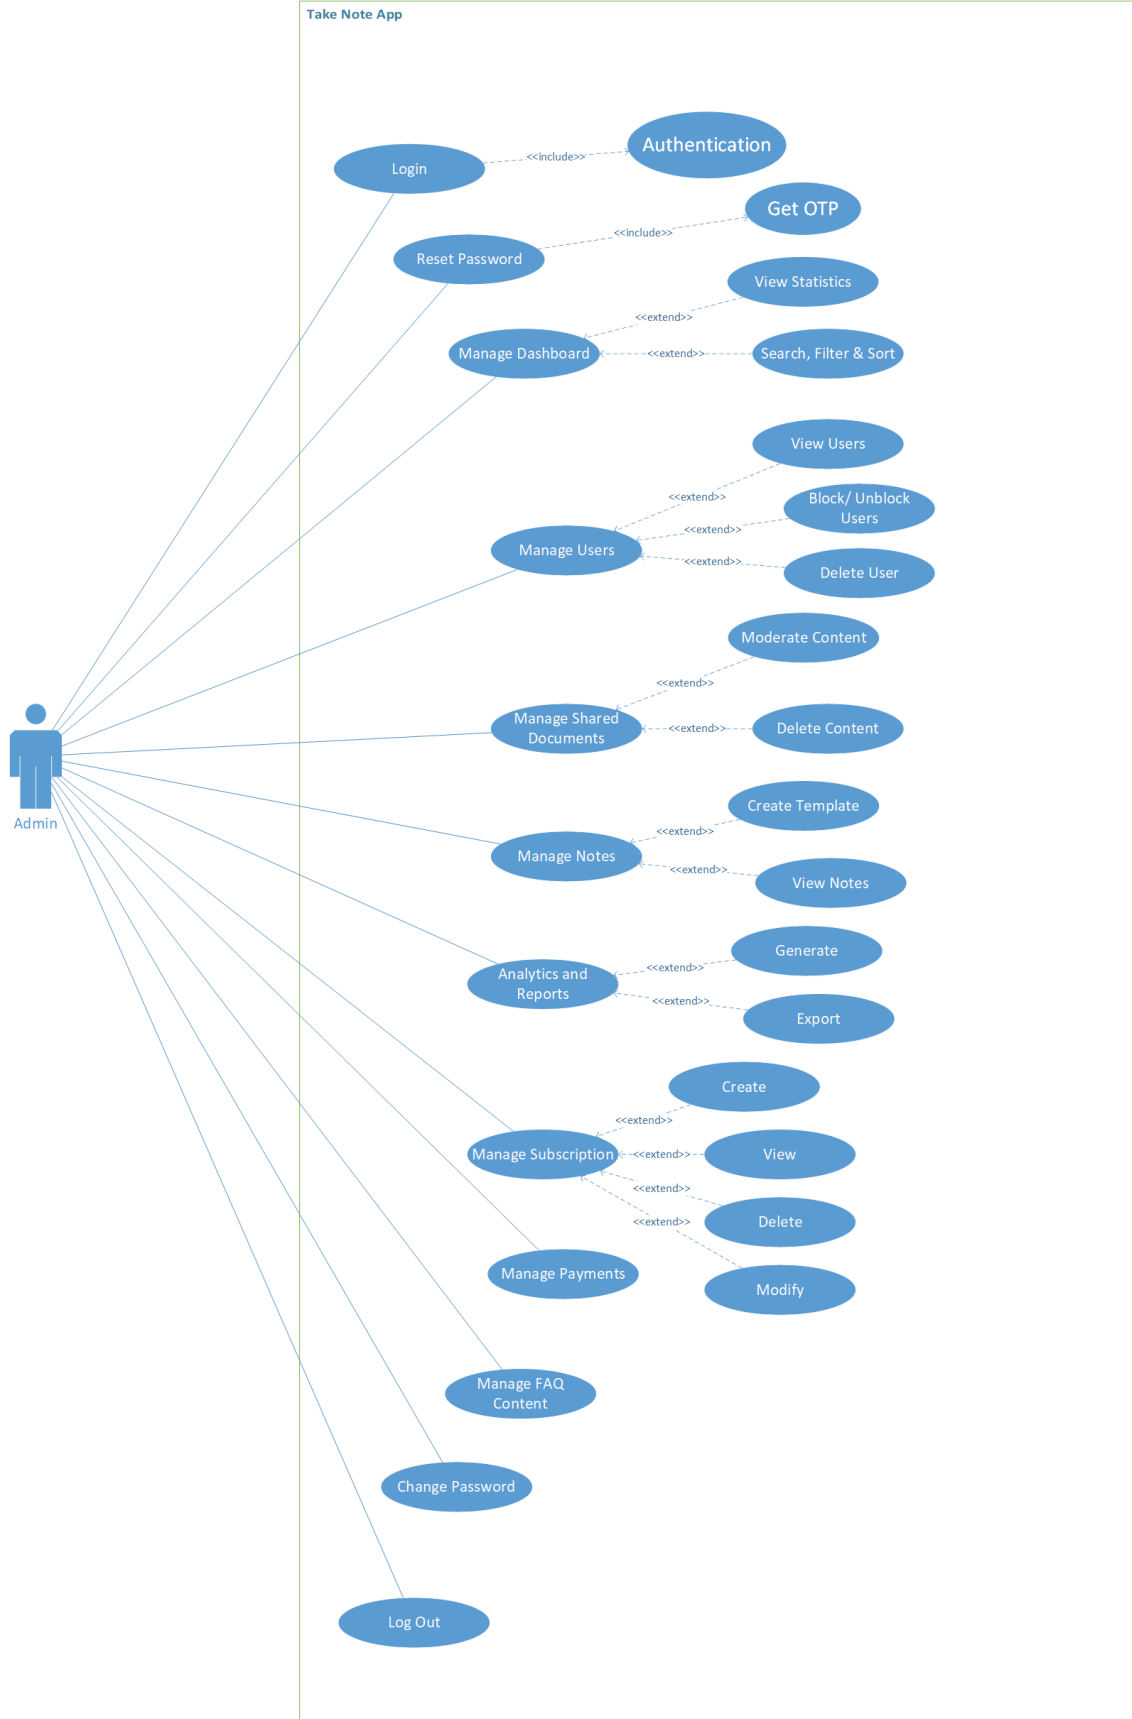 Take Note App
Authentication
Login
<<include>>
Get OTP
Reset Password
<<include>>
View Statistics
<<extend>>
Manage Dashboard
<<extend>>
Search, Filter & Sort
View Users
<<extend>>
Block/ Unblock
Users
<<extend>>
Manage Users
<<extend>>
Delete User
Moderate Content
<<extend>>
Manage Shared
Documents
<<extend>>
Delete Content
Admin
Create Template
<<extend>>
Manage Notes
<<extend>>
View Notes
Generate
<<extend>>
Analytics and
Reports
<<extend>>
Export
Create
<<extend>>
Manage Subscription
<<extend>>
View
<<extend>>
Delete
<<extend>>
Manage Payments
Modify
Manage FAQ
Content
Change Password
Log Out